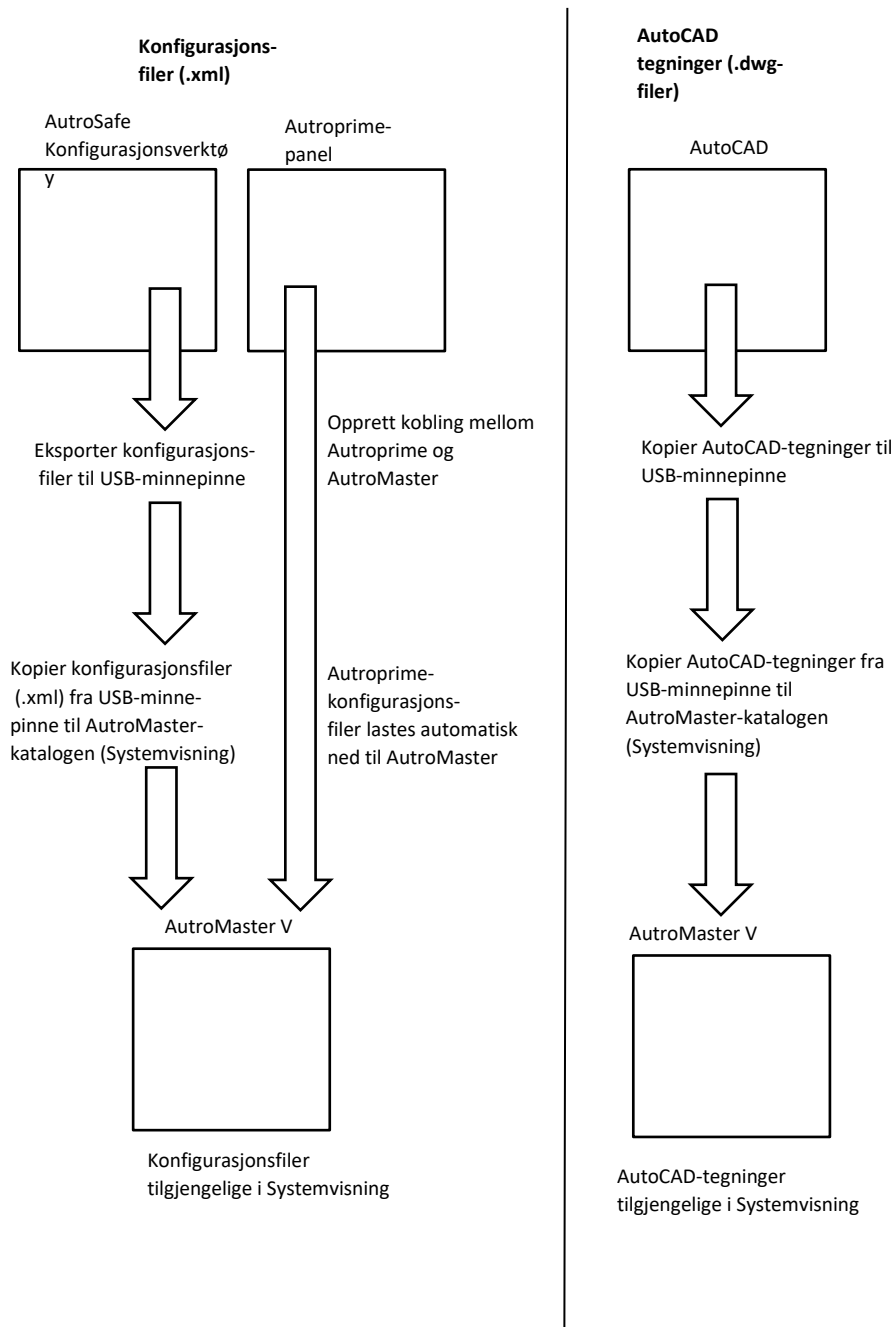 Konfigurasjons-
filer (.xml)
AutroSafe
Konfigurasjonsverktø
y
Autroprime-
panel
Eksporter konfigurasjons-
filer til USB-minnepinne
Opprett kobling mellom
Autroprime og
AutroMaster
Kopier konfigurasjonsfiler
(.xml) fra USB-minne-
pinne til AutroMaster-
katalogen (Systemvisning)
Autroprime-
konfigurasjons-
filer lastes automatisk
ned til AutroMaster
AutroMaster V
Konfigurasjonsfiler
tilgjengelige i Systemvisning
AutoCAD
tegninger (.dwg-
filer)
AutoCAD
Kopier AutoCAD-tegninger til
USB-minnepinne
Kopier AutoCAD-tegninger fra
USB-minnepinne til
AutroMaster-katalogen
(Systemvisning)
AutroMaster V
AutoCAD-tegninger
tilgjengelige i Systemvisning